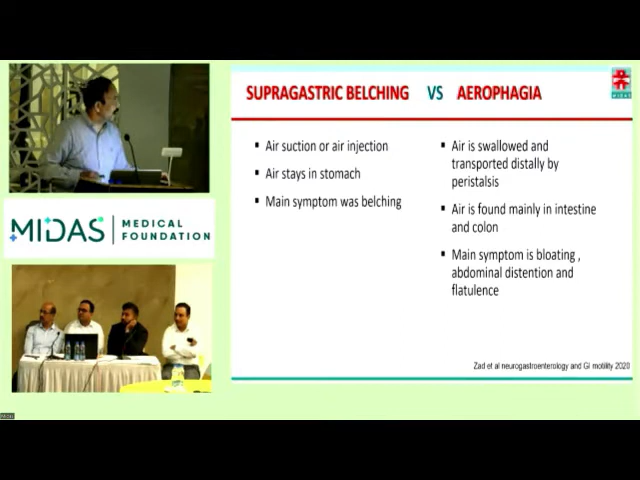 SUPRAGASTRIC BELCHING VS AEROPHAGIA
MIDAS
▪ Air suction or air injection
▪ Air stays in stomach
▪ Main symptom was belching
▪ Air is swallowed and
transported distally by
peristalsis
▪ Air is found mainly in intestine
and colon
▪ Main symptom is bloating ,
abdominal distention and
flatulence
Zad et al neurogastroenterology and GI motility 2020
MIDAS
MEDICAL
FOUNDATION